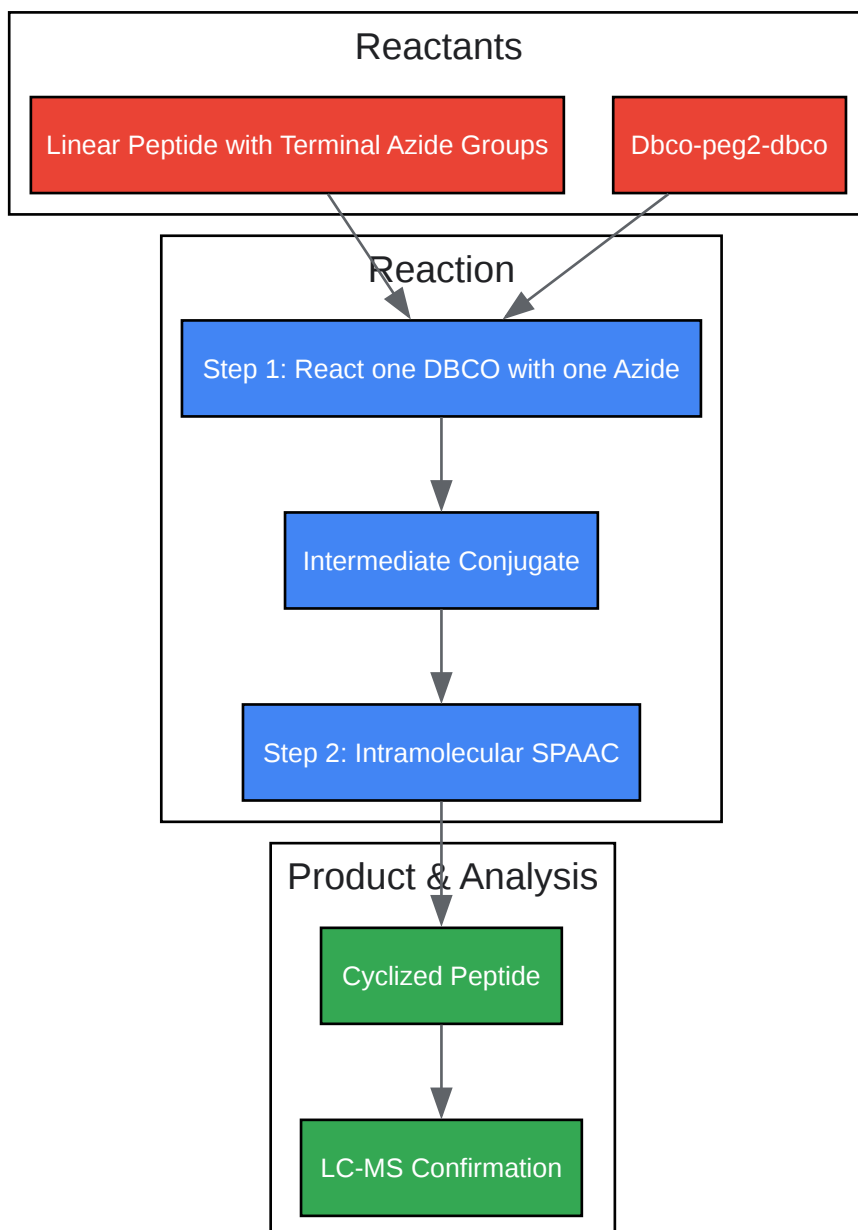 Reactants
Linear Peptide with Terminal Azide Groups
Dbco-peg2-dbco
Reaction
Step 1: React one DBCO with one Azide
Intermediate Conjugate
Step 2: Intramolecular SPAAC
Product & Analysis
Cyclized Peptide
LC-MS Confirmation